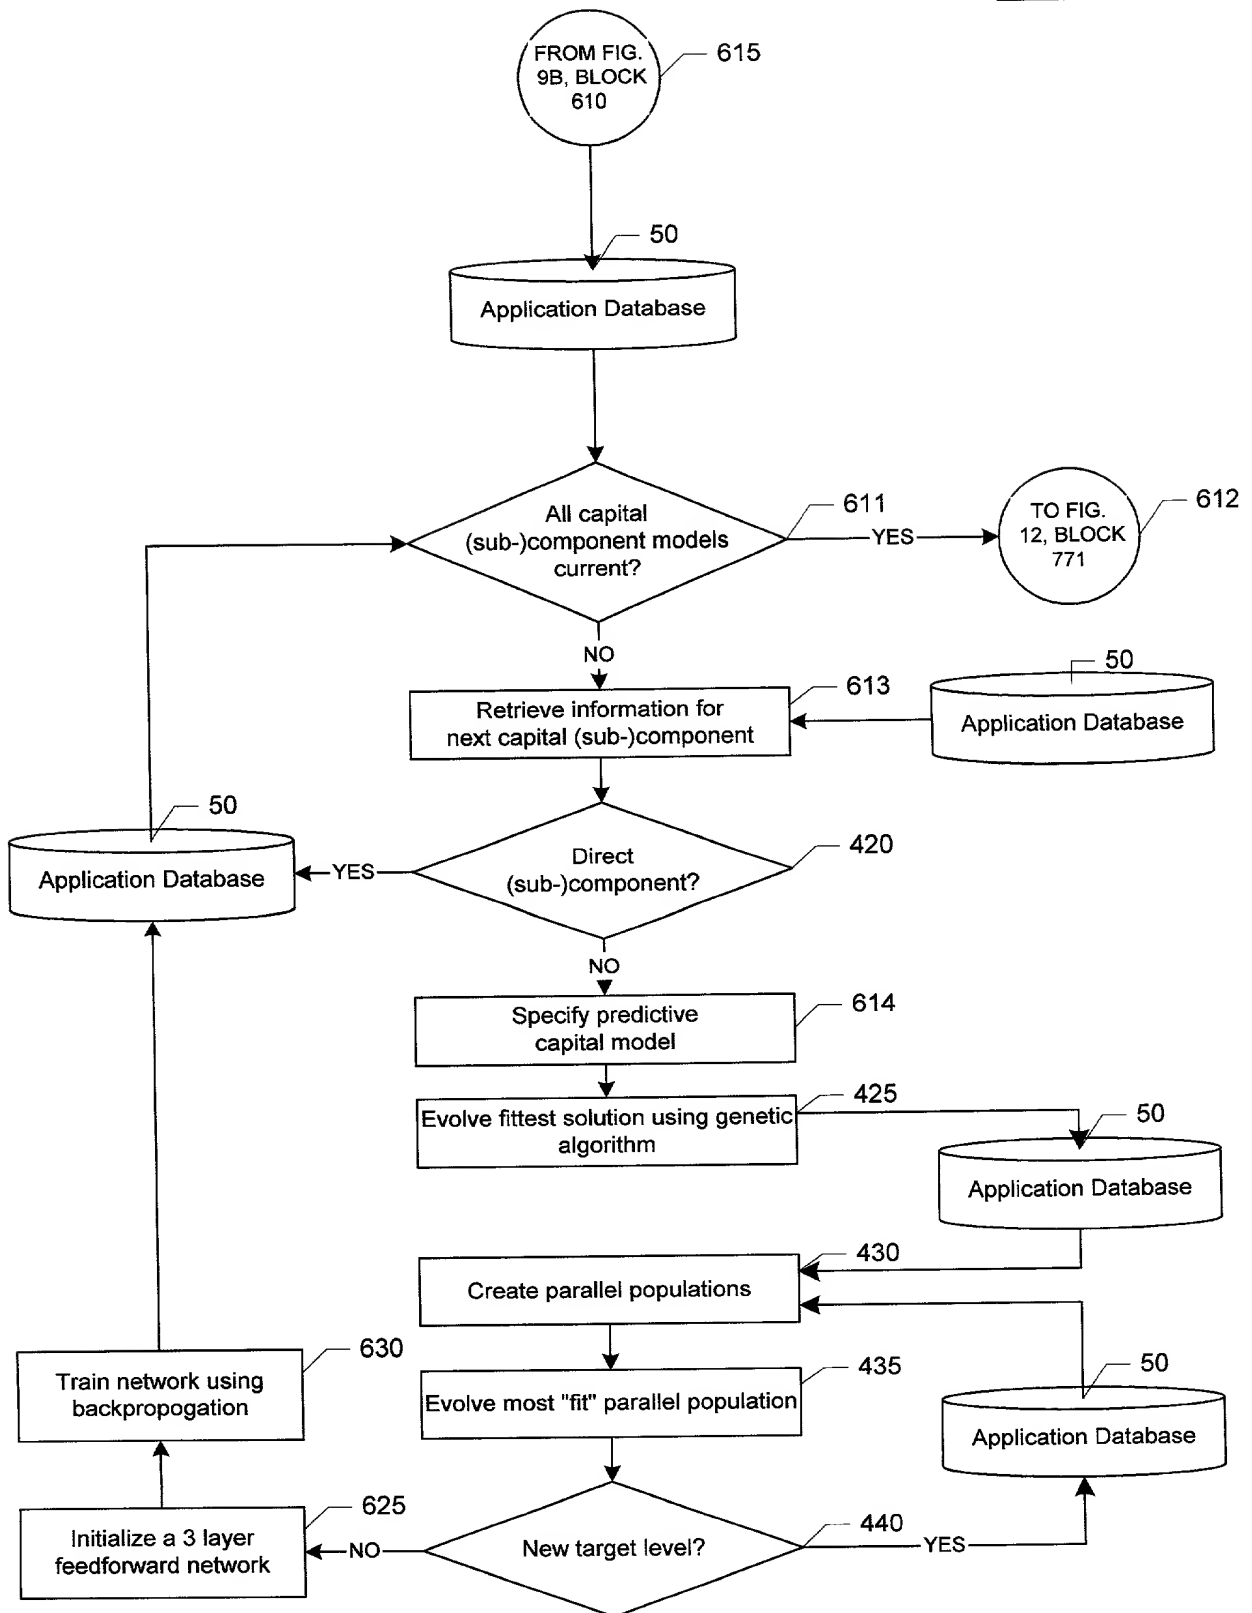 FROM FIG.
9B, BLOCK
610
615
50
Application Database
All capital
(sub-)component models
current?
611
YES
TO FIG.
12, BLOCK
771
612
NO
Retrieve information for
next capital (sub-)component
613
50
Application Database
50
Application Database
YES
Direct
(sub-)component?
420
NO
Specify predictive
capital model
614
Evolve fittest solution using genetic
algorithm
425
50
Application Database
Create parallel populations
430
Train network using
backpropogation
630
Evolve most "fit" parallel population
435
50
Application Database
Initialize a 3 layer
feedforward network
625
NO
New target level?
440
YES